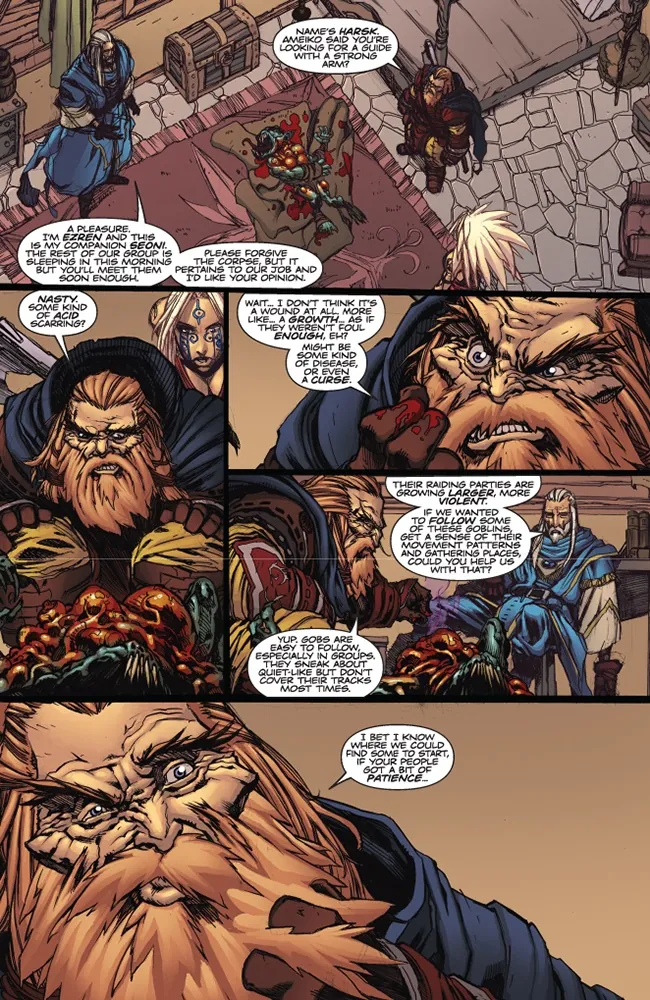 NAME'S HARSK.
AMEIKO SAID YOU'RE
LOOKING FOR A GUIDE
WITH A STRONG
ARM?
A PLEASURE.
I'M EZREN AND THIS
IS MY COMPANION SEONI.
THE REST OF OUR GROUP IS
SLEEPING IN THIS MORNING
BUT YOU'LL MEET THEM
SOON ENOUGH.
PLEASE FORGIVE
THE CORPSE, BUT IT
PERTAINS TO OUR JOB AND
I'D LIKE YOUR OPINION.
NASTY.
SOME KIND
OF ACID
SCARRING?
WAIT... I DON'T THINK IT'S
A WOUND AT ALL. MORE
LIKE... A GROWTH... AS IF
THEY WEREN'T FOUL
ENOUGH, EH?
MIGHT BE
SOME KIND
OF DISEASE,
OR EVEN
A CURSE.
THEIR RAIDING PARTIES ARE
GROWING LARGER, MORE
VIOLENT.
IF WE WANTED
TO FOLLOW SOME
OF THESE GOBLINS,
GET A SENSE OF THEIR
MOVEMENT PATTERNS
AND GATHERING PLACES,
COULD YOU HELP US
WITH THAT?
YUP. GOBS ARE
EASY TO FOLLOW,
ESPECIALLY IN GROUPS.
THEY SNEAK ABOUT
QUIET-LIKE BUT DON'T
COVER THEIR TRACKS
MOST TIMES.
I BET I KNOW
WHERE WE COULD
FIND SOME TO START,
IF YOUR PEOPLE
GOT A BIT OF
PATIENCE...